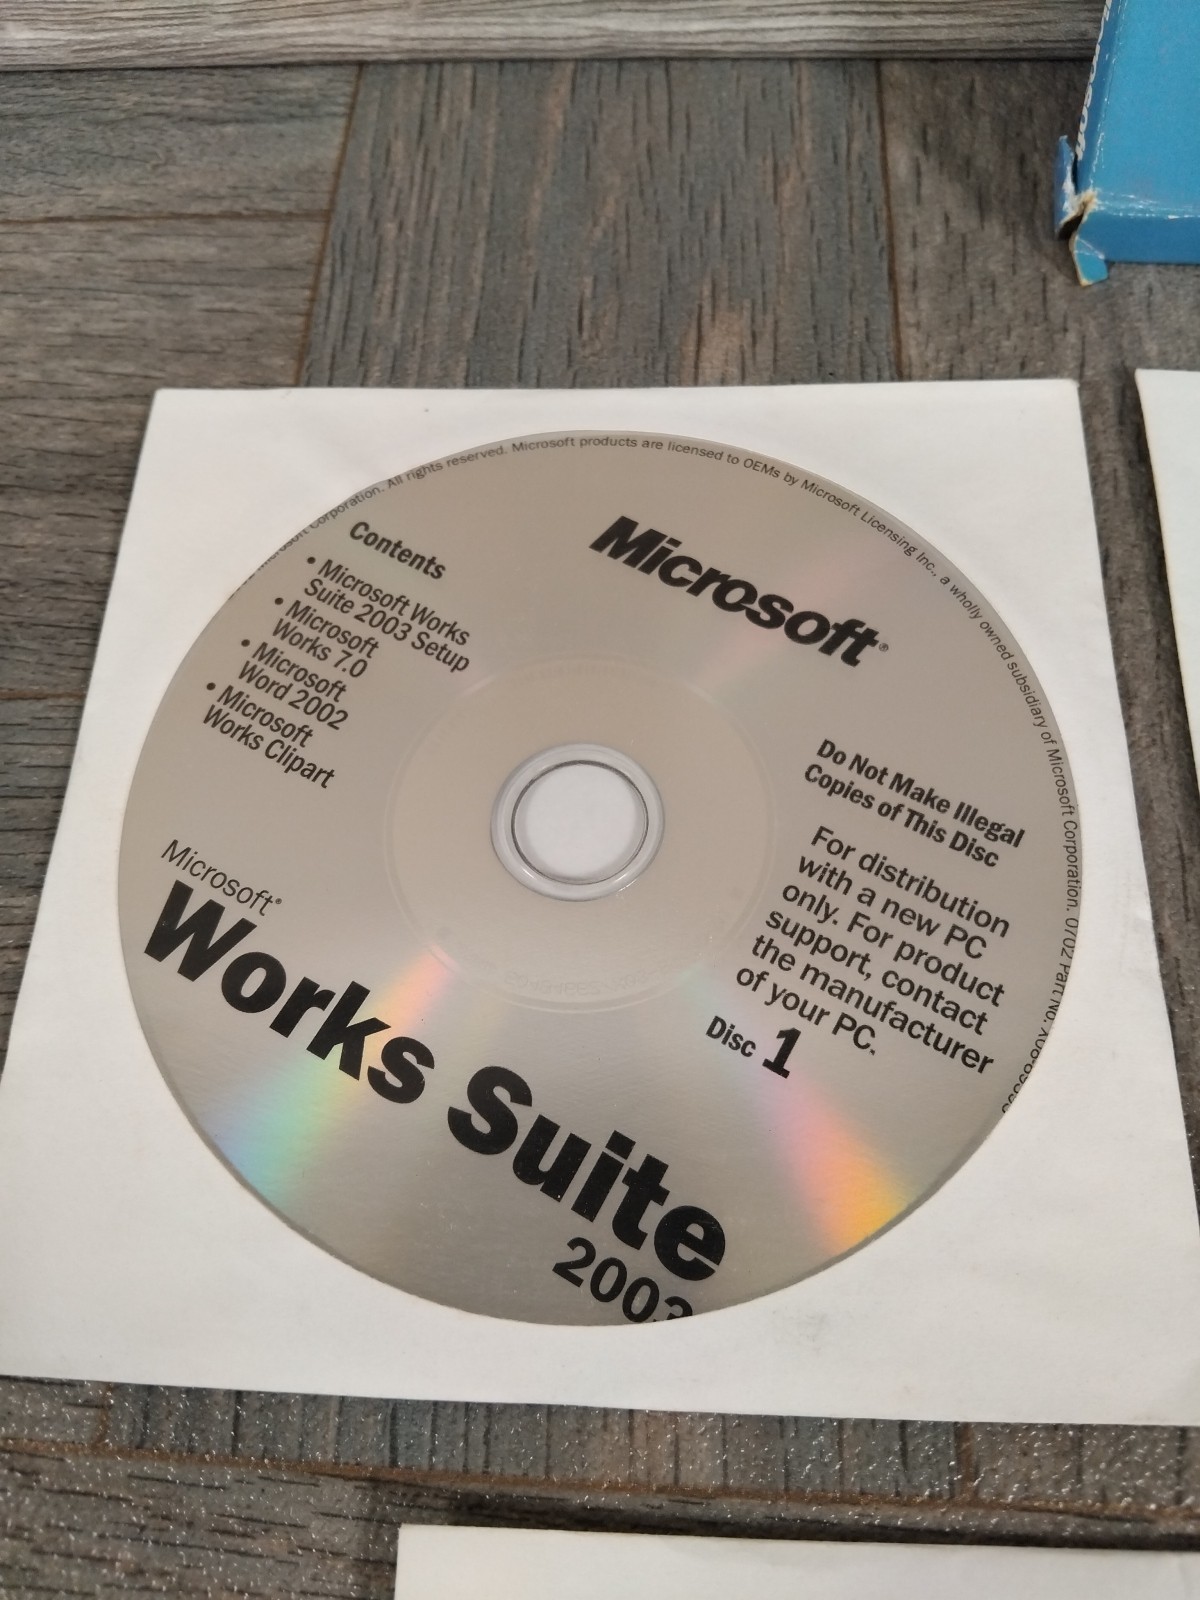 Corporation. All rights reserved. Microsoft products are licensed to OEMs by Microsoft Licensing Inc., a wholly owned subsidiary of Microsoft Corporation. 0702 Part No.
Microsoft®
Contents
• Microsoft Works
Suite 2003 Setup
• Microsoft
Works 7.0
• Microsoft
Word 2002
• Microsoft
Works Clipart
Do Not Make Illegal
Copies of This Disc
For distribution
with a new PC
only. For product
support, contact
the manufacturer
of your PC.
Disc 1
Microsoft®
Works Suite
2003